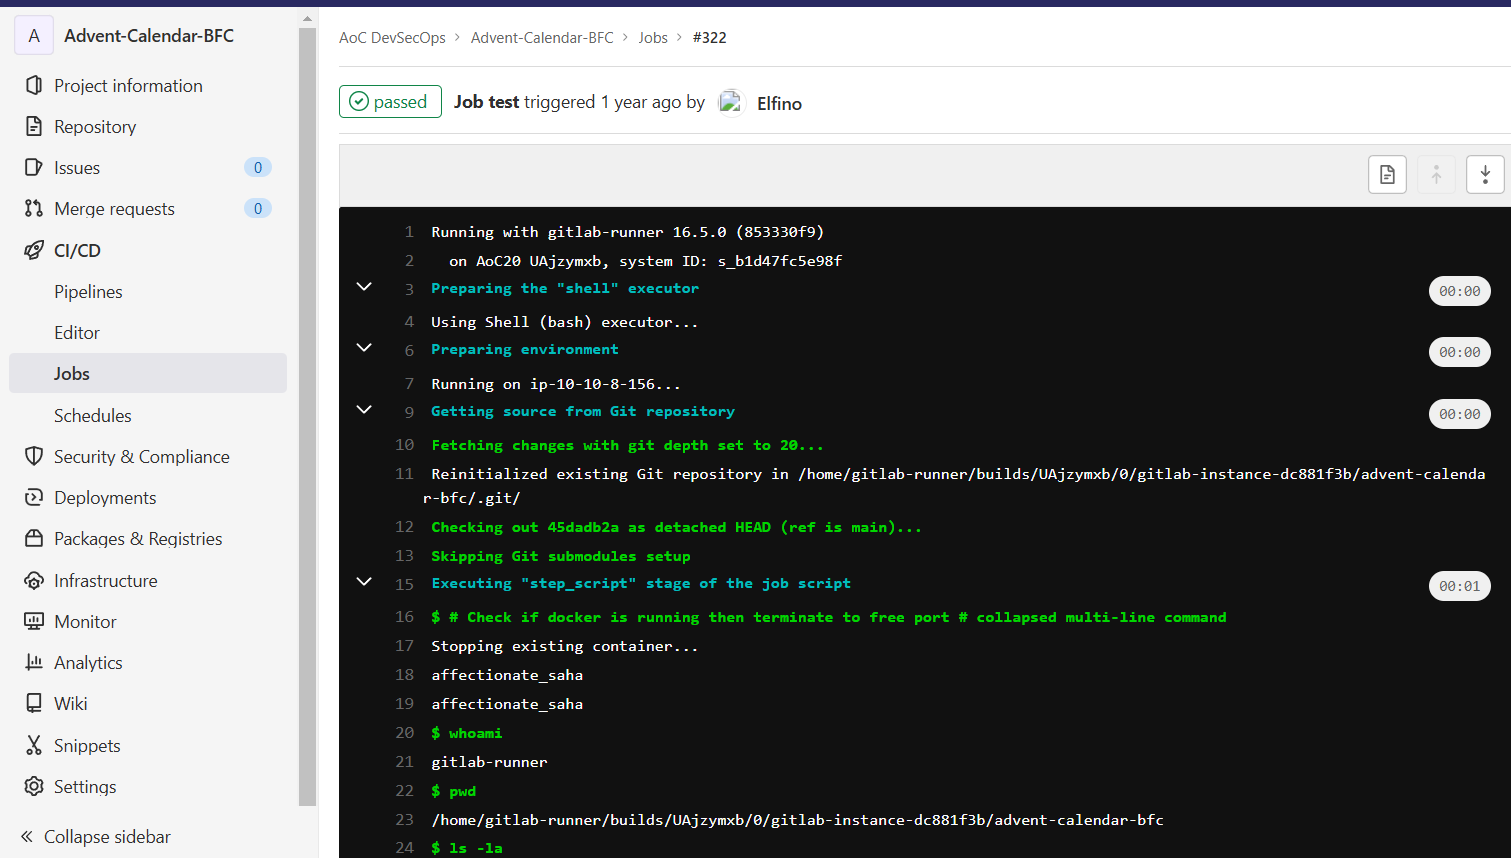 A Advent-Calendar-BFC
Project information
Repository
Issues 0
Merge requests 0
CI/CD
Pipelines
Editor
Jobs
Schedules
Security & Compliance
Deployments
Packages & Registries
Infrastructure
Monitor
Analytics
Wiki
Snippets
Settings
Collapse sidebar
AoC DevSecOps > Advent-Calendar-BFC > Jobs > #322
passed Job test triggered 1 year ago by Elfino
1 Running with gitlab-runner 16.5.0 (853330f9)
2 on AoC20 UAjzymxb, system ID: s_b1d47fc5e98f
3 Preparing the "shell" executor 00:00
4 Using Shell (bash) executor...
6 Preparing environment 00:00
7 Running on ip-10-10-8-156...
9 Getting source from Git repository 00:00
10 Fetching changes with git depth set to 20...
11 Reinitialized existing Git repository in /home/gitlab-runner/builds/UAjzymxb/0/gitlab-instance-dc881f3b/advent-calenda
r-bfc/.git/
12 Checking out 45dadb2a as detached HEAD (ref is main)...
13 Skipping Git submodules setup
15 Executing "step_script" stage of the job script 00:01
16 $ # Check if docker is running then terminate to free port # collapsed multi-line command
17 Stopping existing container...
18 affectionate_saha
19 affectionate_saha
20 $ whoami
21 gitlab-runner
22 $ pwd
23 /home/gitlab-runner/builds/UAjzymxb/0/gitlab-instance-dc881f3b/advent-calendar-bfc
24 $ ls -la